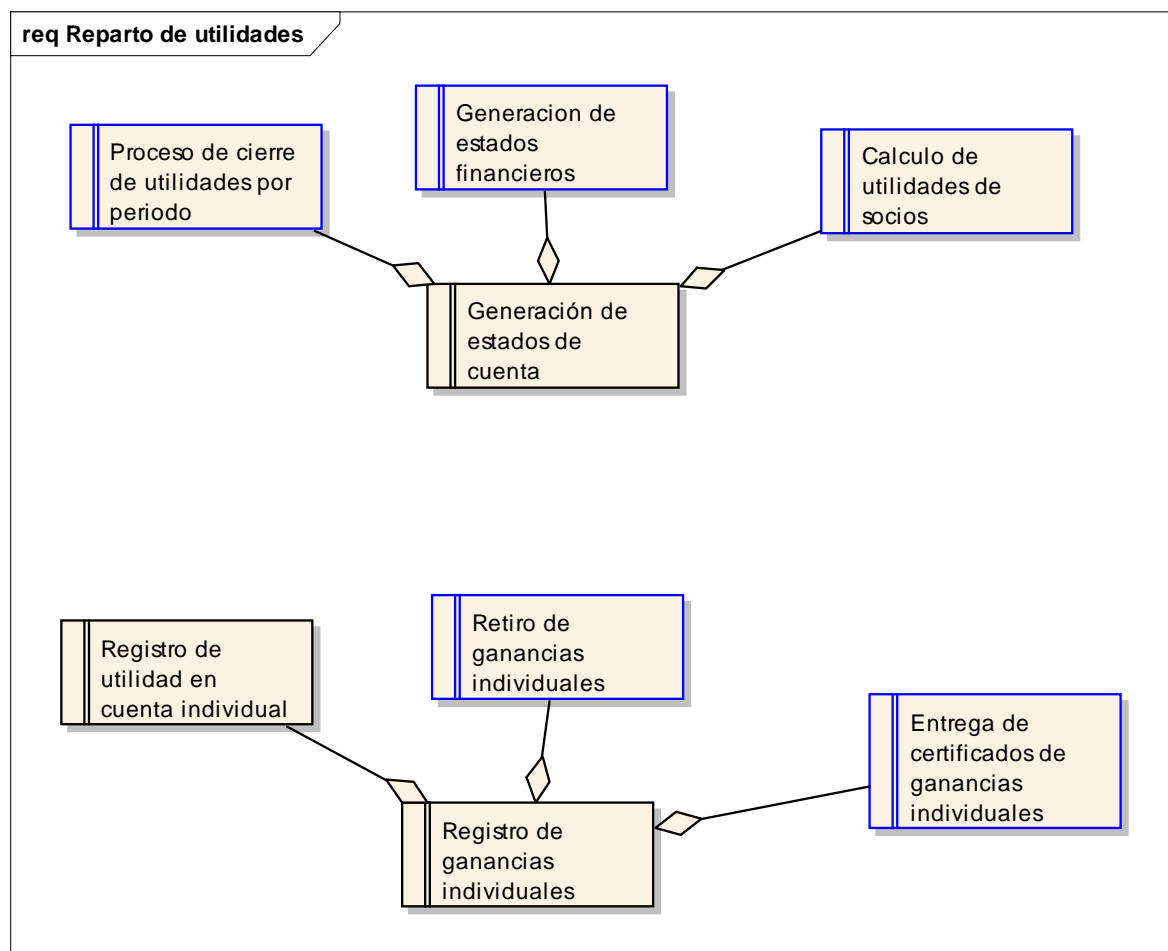 req Reparto de utilidades
Proceso de cierre
de utilidades por
periodo
Generacion de
estados
financieros
Calculo de
utilidades de
socios
Generación de
estados de
cuenta
Registro de
utilidad en
cuenta individual
Retiro de
ganancias
individuales
Entrega de
certificados de
ganancias
individuales
Registro de
ganancias
individuales